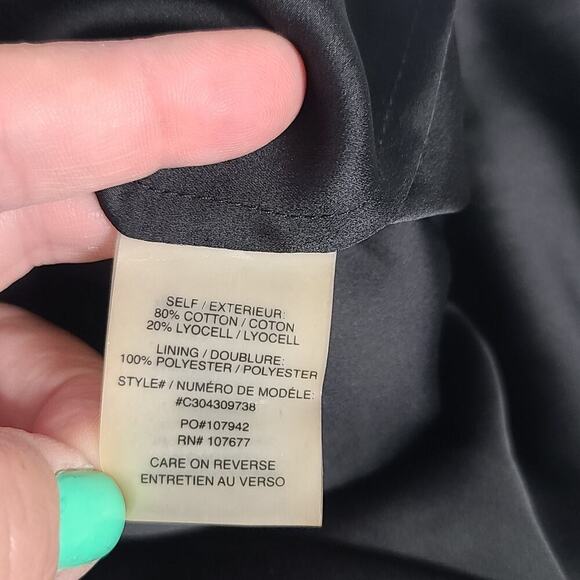 SELF / EXTERIEUR:
80% COTTON / COTON
20% LYOCELL / LYOCELL
LINING / DOUBLURE:
100% POLYESTER / POLYESTER
STYLE# / NUMÉRO DE MODÈLE:
#C304309738
PO#107942
RN# 107677
CARE ON REVERSE
ENTRETIEN AU VERSO